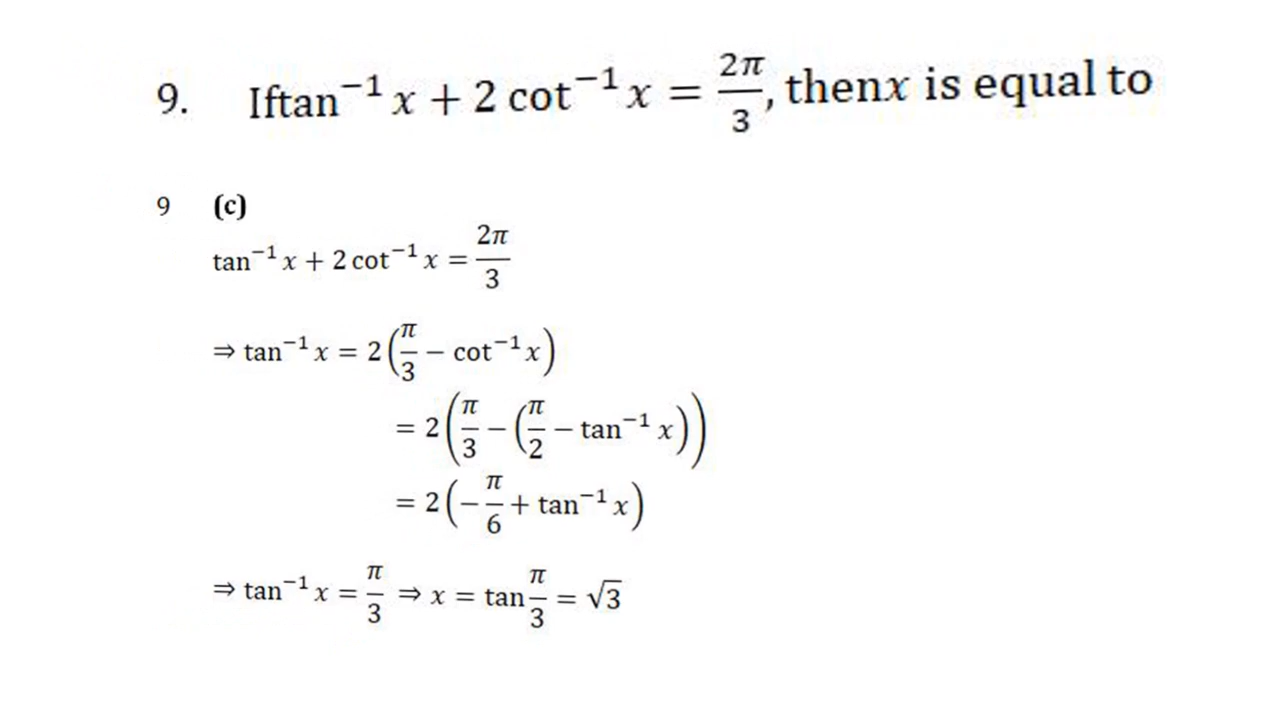 9. Iftan⁻¹ x + 2 cot⁻¹ x = 2π/3, thenx is equal to
9 (c)
tan⁻¹ x + 2 cot⁻¹ x = 2π/3
⇒ tan⁻¹ x = 2(π/3 − cot⁻¹ x)
= 2(π/3 − (π/2 − tan⁻¹ x))
= 2(−π/6 + tan⁻¹ x)
⇒ tan⁻¹ x = π/3 ⇒ x = tan π/3 = √3